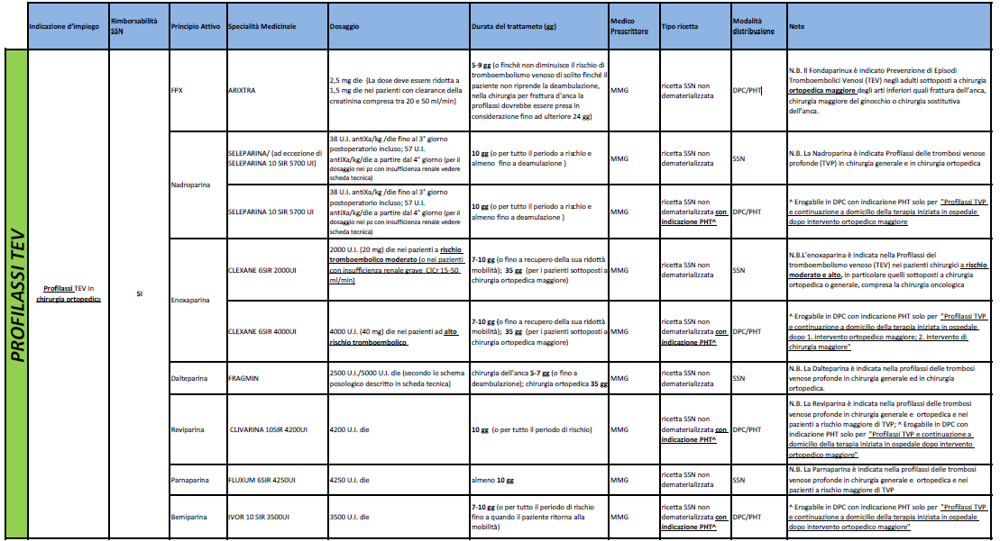 Indicazione d'impiego
Rimborsabilità
SSN
Principio Attivo
Specialità Medicinale
Dosaggio
Durata del trattameto (gg)
Medico
Prescrittore
Tipo ricetta
Modalità
distribuzione
Note
PROFILASSI TEV
Profilassi TEV in
chirurgia ortopedica
SI
FPX
ARIXTRA
2,5 mg die (La dose deve essere ridotta a
1,5 mg die nei pazienti con clearance della
creatinina compresa tra 20 e 50 ml/min)
5-9 gg (o finchè non diminuisce il rischio di
tromboembolismo venoso di solito finché il
paziente non riprende la deambulazione,
nella chirurgia per frattura d'anca la
profilassi dovrebbe essere presa in
considerazione fino ad ulteriore 24 gg)
MMG
ricetta SSN non
dematerializzata
DPC/PHT
N.B. Il Fondaparinux è indicato Prevenzione di Episodi
Tromboembolici Venosi (TEV) negli adulti sottoposti a chirurgia
ortopedica maggiore degli arti inferiori quali frattura dell'anca,
chirurgia maggiore del ginocchio o chirurgia sostitutiva
dell'anca.
Nadroparina
SELEPARINA/ (ad eccezione di
SELEPARINA 10 SIR 5700 UI)
38 U.I. antiXa/kg /die fino al 3° giorno
postoperatorio incluso; 57 U.I.
antiXa/kg/die a partire dal 4° giorno (per il
dosaggio nei pz con insufficienza renale vedere
scheda tecnica)
10 gg (o per tutto il periodo a rischio e
almeno fino a deamulazione )
MMG
ricetta SSN non
dematerializzata
SSN
N.B. La Nadroparina è indicata Profilassi delle trombosi venose
profonde (TVP) in chirurgia generale e in chirurgia ortopedica
SELEPARINA 10 SIR 5700 UI
38 U.I. antiXa/kg /die fino al 3° giorno
postoperatorio incluso; 57 U.I.
antiXa/kg/die a partire dal 4° giorno (per il
dosaggio nei pz con insufficienza renale vedere
scheda tecnica)
10 gg (o per tutto il periodo a rischio e
almeno fino a deamulazione )
MMG
ricetta SSN non
dematerializzata con
indicazione PHT^
DPC/PHT
^ Erogabile in DPC con indicazione PHT solo per "Profilassi TVP
e continuazione a domicilio della terapia iniziata in ospedale
dopo intervento ortopedico maggiore
Enoxaparina
CLEXANE 6SIR 2000UI
2000 U.I. (20 mg) die nei pazienti a rischio
tromboembolico moderato (o nei pazienti
con insufficienza renale grave ClCr 15-50
ml/min)
7-10 gg (o fino a recupero della sua ridotta
mobilità); 35 gg (per i pazienti sottoposti a
chirurgia ortopedica maggiore)
MMG
ricetta SSN non
dematerializzata
SSN
N.B.L'enoxaparina è indicata nella Profilassi del
tromboembolismo venoso (TEV) nei pazienti chirurgici a rischio
moderato e alto, in particolare quelli sottoposti a chirurgia
ortopedica o generale, compresa la chirurgia oncologica
CLEXANE 6SIR 4000UI
4000 U.I. (40 mg) die nei pazienti ad alto
rischio tromboembolico
7-10 gg (o fino a recupero della sua ridottà
mobilità); 35 gg (per i pazienti sottoposti a
chirurgia ortopedica maggiore)
MMG
ricetta SSN non
dematerializzata con
indicazione PHT^
DPC/PHT
^ Erogabile in DPC con indicazione PHT solo per "Profilassi TVP
e continuazione a domicilio della terapia iniziata in ospedale
dopo 1. intervento ortopedico maggiore; 2. intervento di
chirurgia maggiore"
Dalteparina
FRAGMIN
2500 U.I./5000 U.I. die (secondo lo schema
posologico descritto in scheda tecnica)
chirurgia dell'anca 5-7 gg (o fino a
deambulazione); chirurgia ortopedica 35 gg
MMG
ricetta SSN non
dematerializzata
SSN
N.B. La Dalteparina è indicata nella profilassi delle trombosi
venose profonde in chirurgia generale ed in chirurgia
ortopedica.
Reviparina
CLIVARINA 10SIR 4200UI
4200 U.I. die
10 gg (o per tutto il periodo di rischio)
MMG
ricetta SSN non
dematerializzata con
indicazione PHT^
DPC/PHT
N.B. La Reviparina è indicata nella profilassi delle trombosi
venose profonde in chirurgia generale e ortopedica e nei
pazienti a rischio maggiore di TVP; ^ Erogabile in DPC con
indicazione PHT solo per "Profilassi TVP e continuazione a
domicilio della terapia iniziata in ospedale dopo intervento
ortopedico maggiore"
Parnaparina
FLUXUM 6SIR 4250UI
4250 U.I. die
almeno 10 gg
MMG
ricetta SSN non
dematerializzata
SSN
N.B. La Parnaparina è indicata nella profilassi delle trombosi
venose profonde in chirurgia generale e ortopedica e nei
pazienti a rischio maggiore di TVP
Bemiparina
IVOR 10 SIR 3500UI
3500 U.I. die
7-10 gg (o per tutto il periodo di rischio
fino a quando il paziente ritorna alla
mobilità)
MMG
ricetta SSN non
dematerializzata con
indicazione PHT^
DPC/PHT
^ Erogabile in DPC con indicazione PHT solo per "Profilassi TVP
e continuazione a domicilio della terapia iniziata in ospedale
dopo intervento ortopedico maggiore"